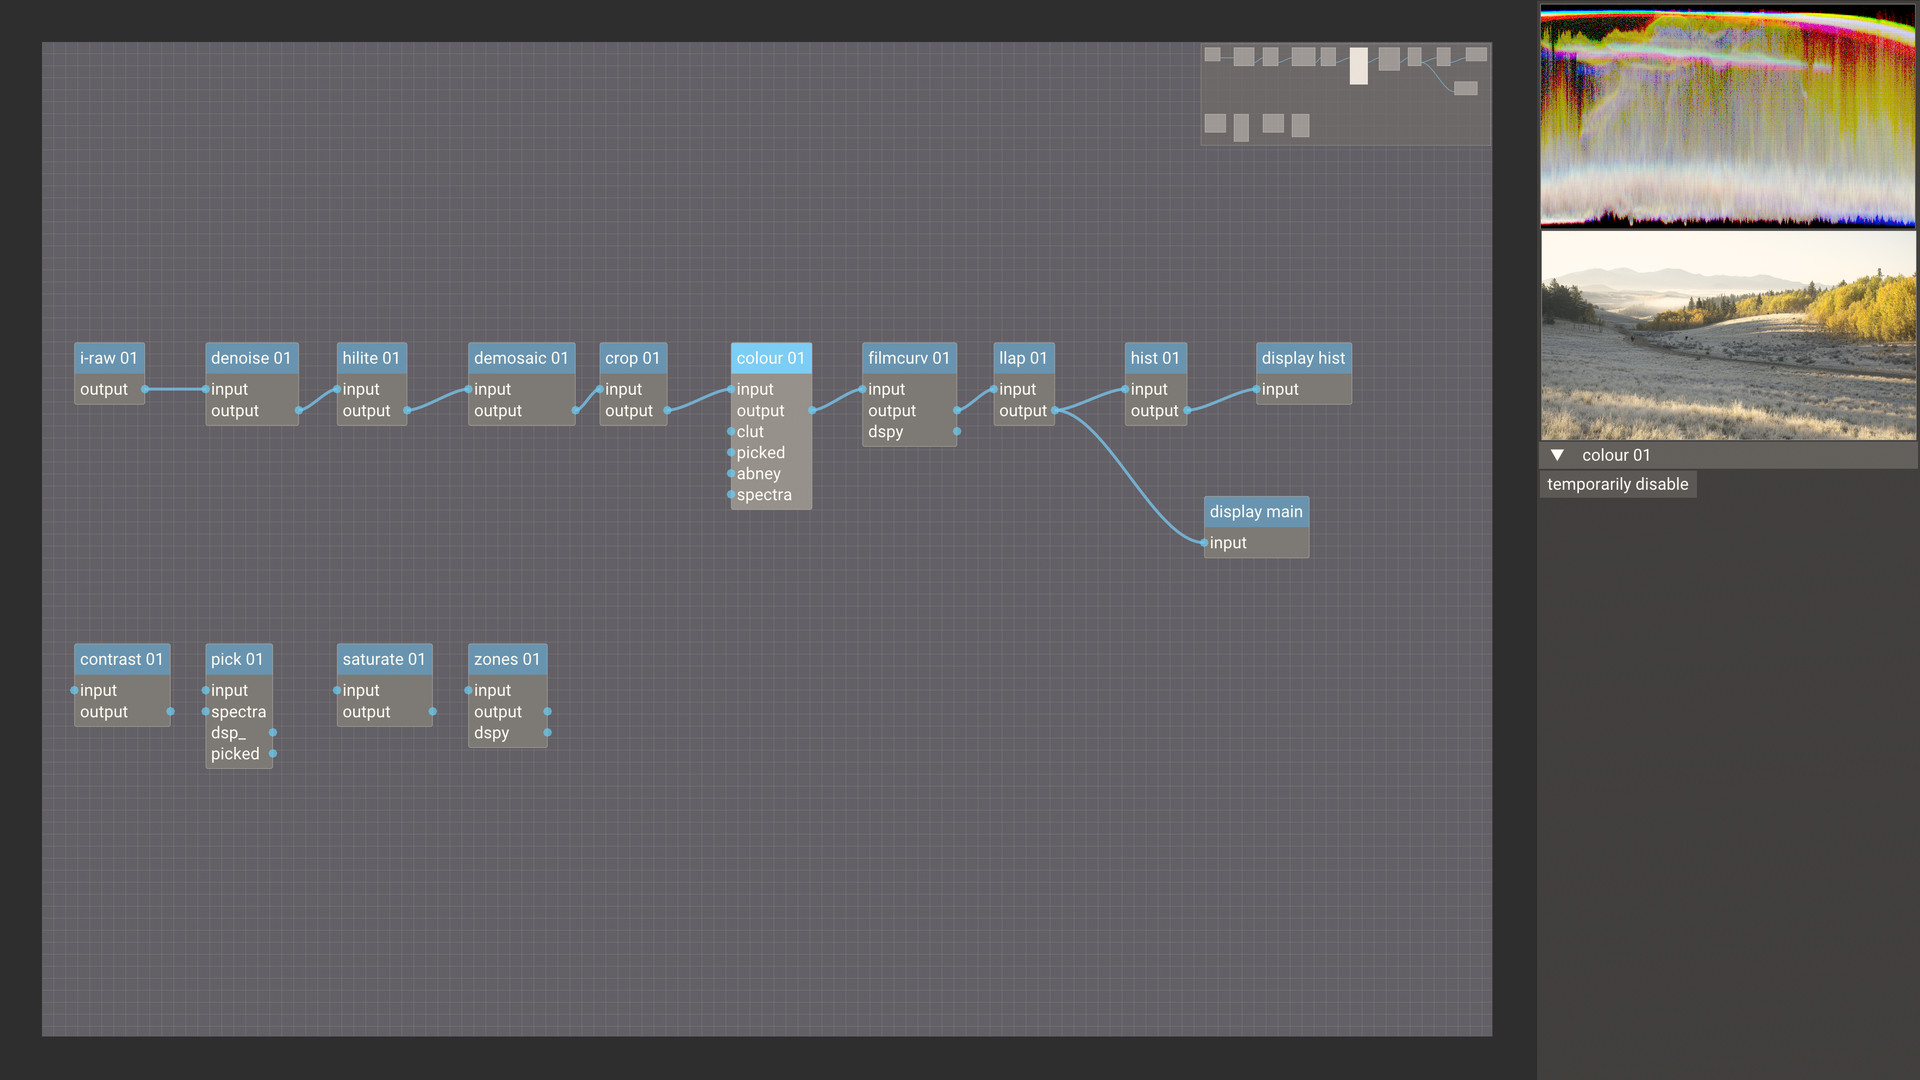 i-raw 01
output
denoise 01
input
output
hilite 01
input
output
demosaic 01
input
output
crop 01
input
output
colour 01
input
output
clut
picked
abney
spectra
filmcurv 01
input
output
dspy
llap 01
input
output
hist 01
input
output
display hist
input
display main
input
contrast 01
input
output
pick 01
input
spectra
dsp_
picked
saturate 01
input
output
zones 01
input
output
dspy
colour 01
temporarily disable